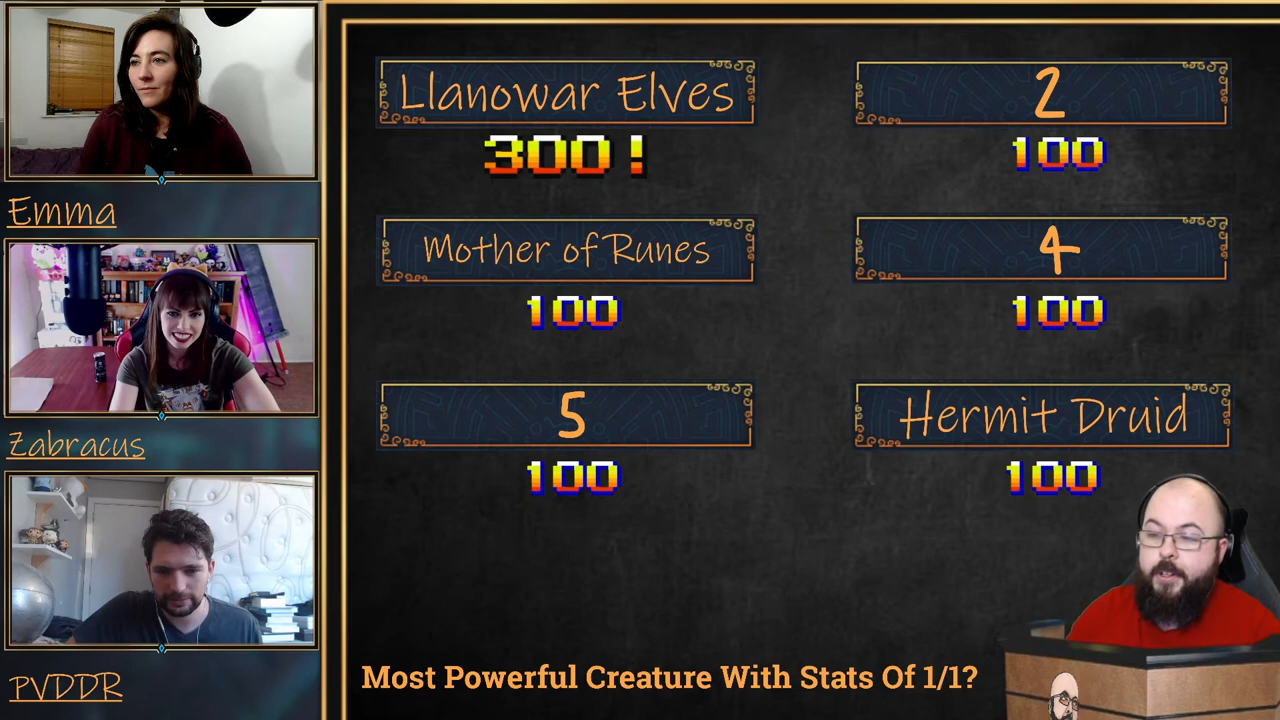 Emma
Zabracus
PVDDR
Llanowar Elves
300!
2
100
Mother of Runes
100
4
100
5
100
Hermit Druid
100
Most Powerful Creature With Stats Of 1/1?